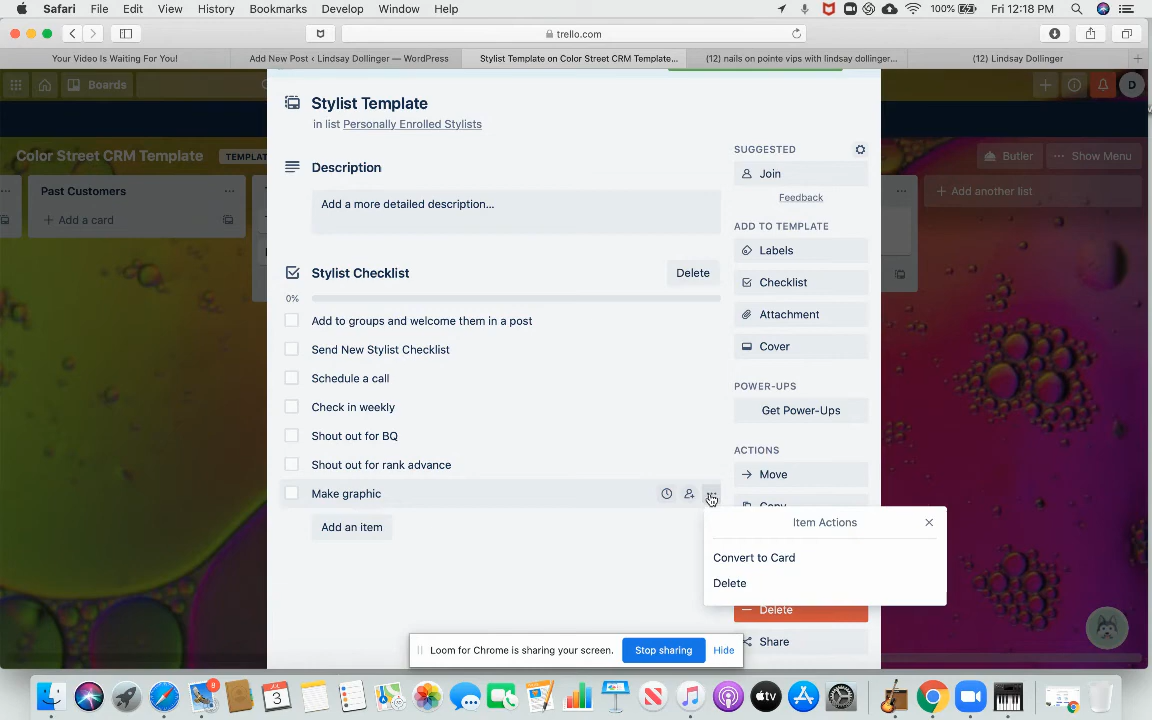 Safari File Edit View History Bookmarks Develop Window Help 100% Fri 12:18 PM
trello.com
Your Video Is Waiting For You! Add New Post ‹ Lindsay Dollinger — WordPress Stylist Template on Color Street CRM Template... (12) nails on pointe vips with lindsay dollinger... (12) Lindsay Dollinger
Boards D
Color Street CRM Template TEMPLAT Butler Show Menu
Past Customers
+ Add a card
+ Add another list
Stylist Template
in list Personally Enrolled Stylists
Description
Add a more detailed description...
Stylist Checklist Delete
0%
Add to groups and welcome them in a post
Send New Stylist Checklist
Schedule a call
Check in weekly
Shout out for BQ
Shout out for rank advance
Make graphic
Add an item
SUGGESTED
Join
Feedback
ADD TO TEMPLATE
Labels
Checklist
Attachment
Cover
POWER-UPS
Get Power-Ups
ACTIONS
Move
Copy
Item Actions
Convert to Card
Delete
Delete
Share
Loom for Chrome is sharing your screen. Stop sharing Hide
8
JUN
3
tv